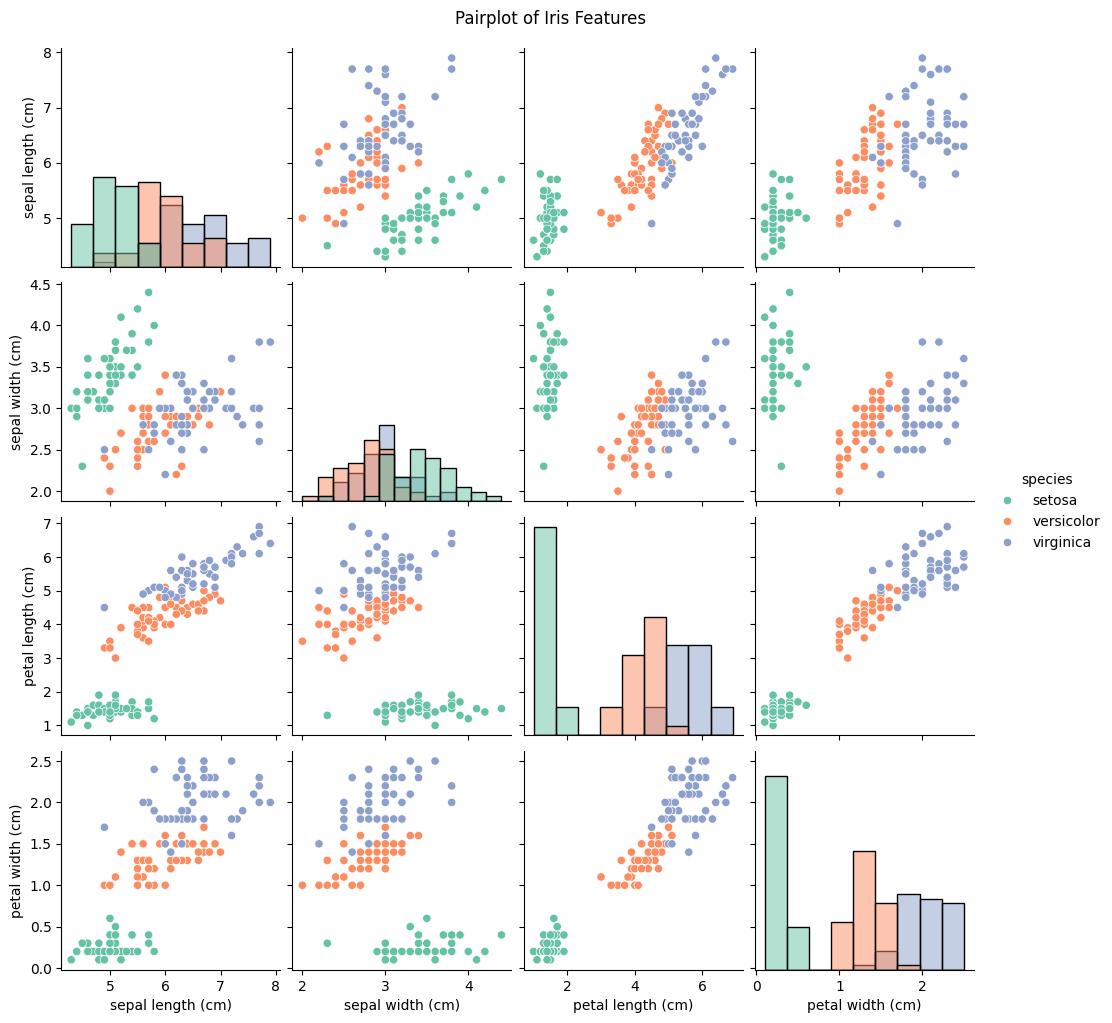 Pairplot of Iris Features
8
7
6
5
sepal length (cm)
4.5
4.0
3.5
3.0
2.5
2.0
sepal width (cm)
species
setosa
versicolor
virginica
7
6
5
4
3
2
1
petal length (cm)
2.5
2.0
1.5
1.0
0.5
0.0
petal width (cm)
5 6 7 8
2 3 4
2 4 6
0 1 2
sepal length (cm)
sepal width (cm)
petal length (cm)
petal width (cm)